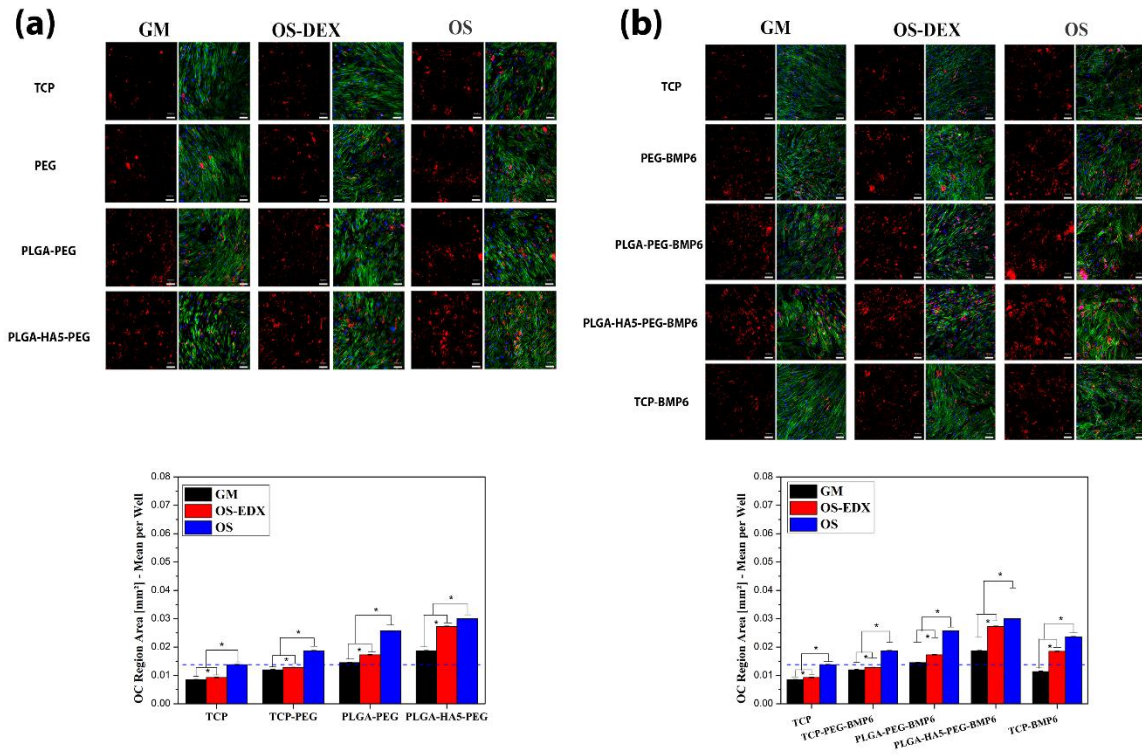 (a)
GM OS-DEX OS
TCP
PEG
PLGA-PEG
PLGA-HA5-PEG
OC Region Area [mm²] - Mean per Well
0.08
0.07
0.06
0.05
0.04
0.03
0.02
0.01
0.00
GM
OS-EDX
OS
* * * * * * * *
TCP TCP-PEG PLGA-PEG PLGA-HA5-PEG
(b)
GM OS-DEX OS
TCP
PEG-BMP6
PLGA-PEG-BMP6
PLGA-HA5-PEG-BMP6
TCP-BMP6
OC Region Area [mm²] - Mean per Well
0.08
0.07
0.06
0.05
0.04
0.03
0.02
0.01
0.00
GM
OS-EDX
OS
* * * * * * * * * *
TCP TCP-PEG-BMP6 PLGA-PEG-BMP6 PLGA-HA5-PEG-BMP6 TCP-BMP6